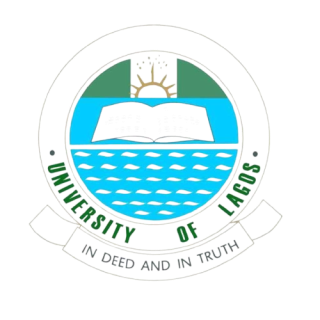 UNIVERSITY OF LAGOS
IN DEED AND IN TRUTH